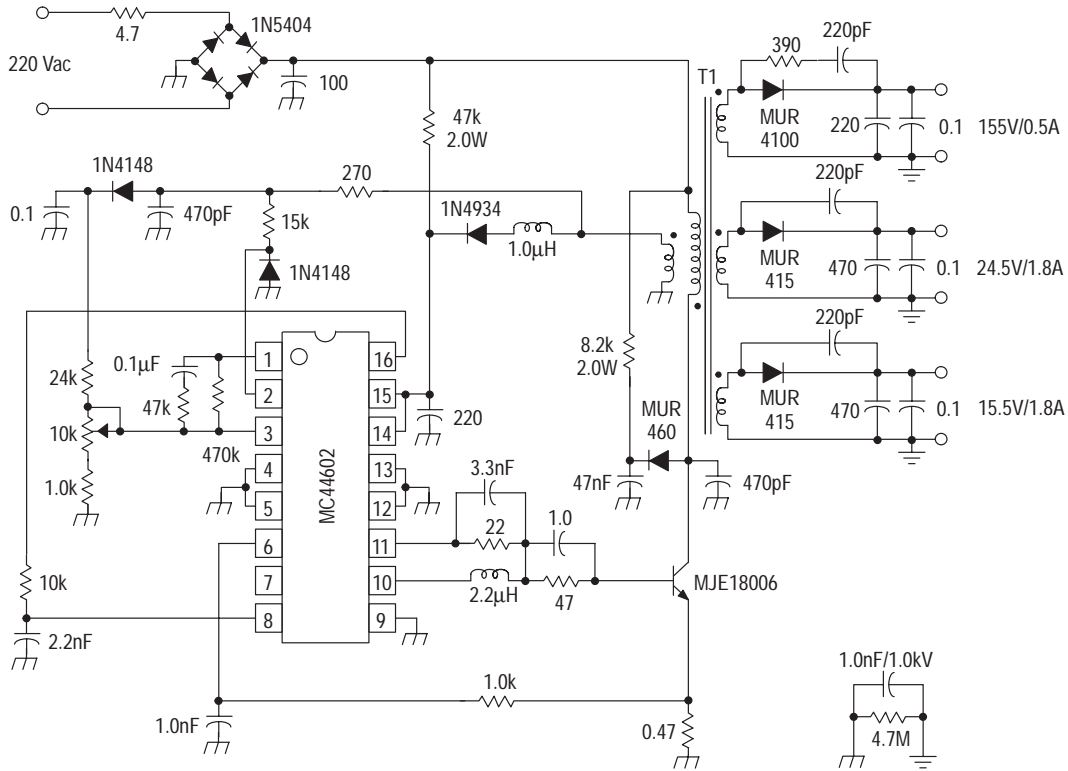 4.7
1N5404
220 Vac
100
47k
2.0W
T1
390
220pF
MUR
4100
220
0.1
155V/0.5A
1N4148
270
0.1
470pF
15k
1N4148
1N4934
1.0µH
220pF
MUR
415
470
0.1
24.5V/1.8A
220pF
MUR
415
470
0.1
15.5V/1.8A
0.1µF
24k
47k
10k
470k
1.0k
1
2
3
4
5
6
7
8
MC44602
16
15
14
13
12
11
10
9
220
8.2k
2.0W
MUR
460
47nF
470pF
3.3nF
22
1.0
2.2µH
47
MJE18006
10k
2.2nF
1.0k
1.0nF
0.47
1.0nF/1.0kV
4.7M